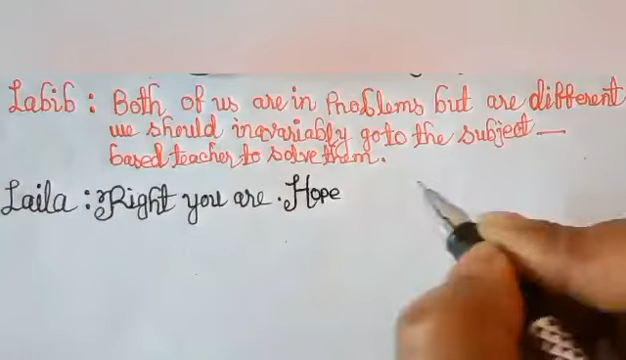 Labib : Both of us are in Problems but are different
we should invariably go to the subject —
based teacher to solve them.
Laila : Right you are . Hope